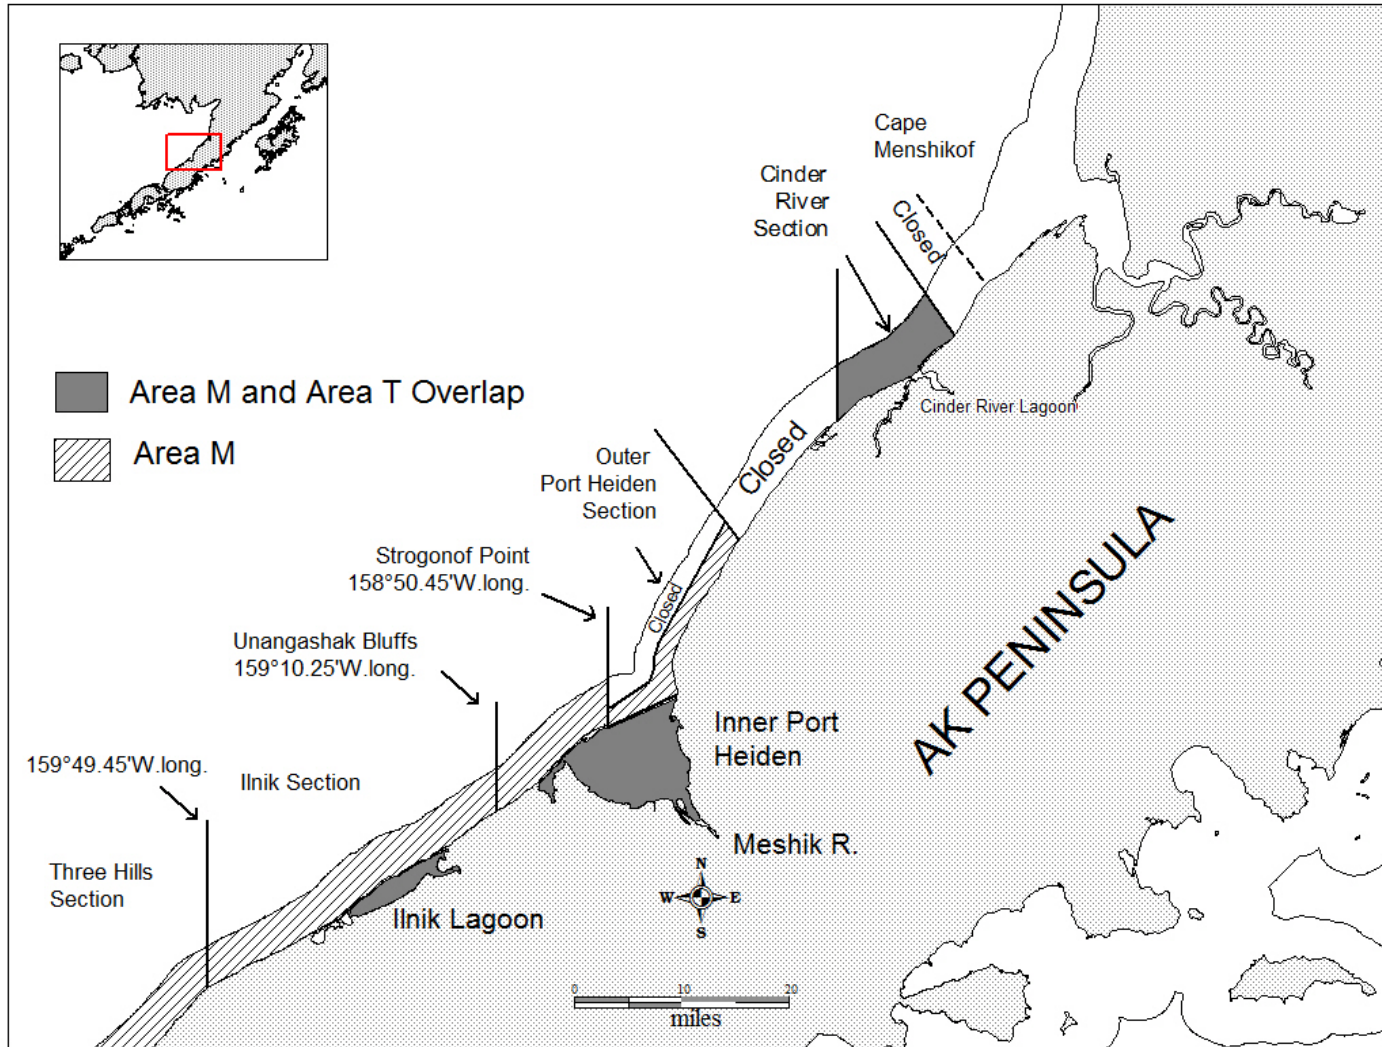 Cape
Menshikof
Cinder
River
Section
Closed
Area M and Area T Overlap
Cinder River Lagoon
Area M
Closed
Outer
Port Heiden
Section
Strogonof Point
158°50.45'W.long.
Closed
Unangashak Bluffs
159°10.25'W.long.
AK PENINSULA
Inner Port
Heiden
159°49.45'W.long.
Ilnik Section
Meshik R.
Three Hills
Section
Ilnik Lagoon
N
W E
S
0 10 20
miles